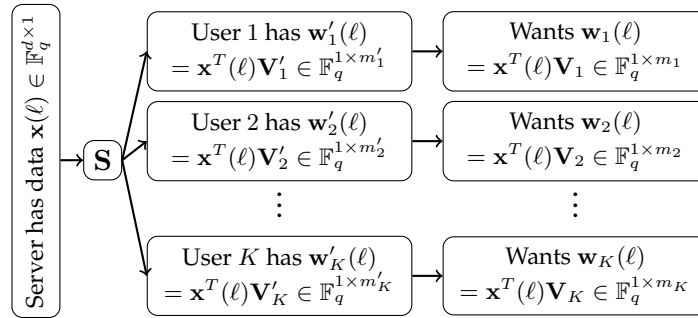 Server has data 𝐱(ℓ) ∈ 𝔽_q^{d×1}
S
User 1 has 𝐰′_1(ℓ)
= 𝐱^T(ℓ)𝐕′_1 ∈ 𝔽_q^{1×m′_1}
Wants 𝐰_1(ℓ)
= 𝐱^T(ℓ)𝐕_1 ∈ 𝔽_q^{1×m_1}
User 2 has 𝐰′_2(ℓ)
= 𝐱^T(ℓ)𝐕′_2 ∈ 𝔽_q^{1×m′_2}
Wants 𝐰_2(ℓ)
= 𝐱^T(ℓ)𝐕_2 ∈ 𝔽_q^{1×m_2}
⋮
⋮
User K has 𝐰′_K(ℓ)
= 𝐱^T(ℓ)𝐕′_K ∈ 𝔽_q^{1×m′_K}
Wants 𝐰_K(ℓ)
= 𝐱^T(ℓ)𝐕_K ∈ 𝔽_q^{1×m_K}